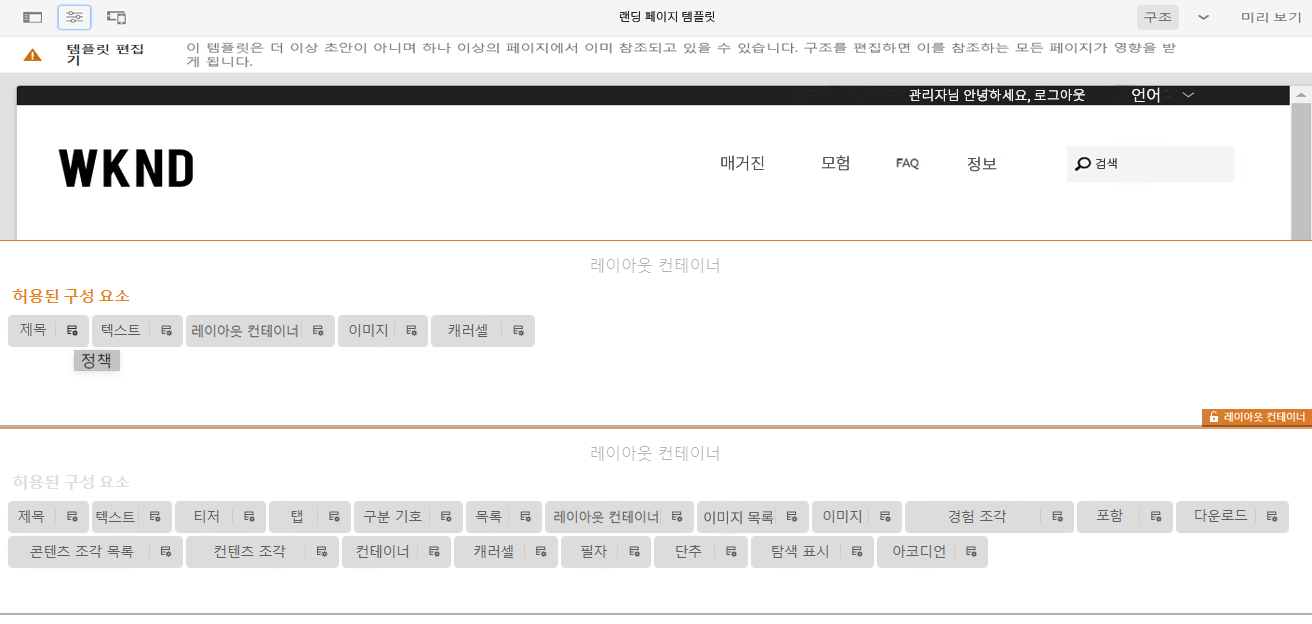 랜딩 페이지 템플릿 구조 미리 보기
템플릿 편집기
이 템플릿은 더 이상 초안이 아니며 하나 이상의 페이지에서 이미 참조되고 있을 수 있습니다. 구조를 편집하면 이를 참조하는 모든 페이지가 영향을 받
게 됩니다.
관리자님 안녕하세요, 로그아웃 언어
WKND 매거진 모험 FAQ 정보 검색
레이아웃 컨테이너
허용된 구성 요소
제목 텍스트 레이아웃 컨테이너 이미지 캐러셀
정책
레이아웃 컨테이너
레이아웃 컨테이너
허용된 구성 요소
제목 텍스트 티저 탭 구분 기호 목록 레이아웃 컨테이너 이미지 목록 이미지 경험 조각 포함 다운로드
콘텐츠 조각 목록 컨텐츠 조각 컨테이너 캐러셀 필자 단추 탐색 표시 아코디언